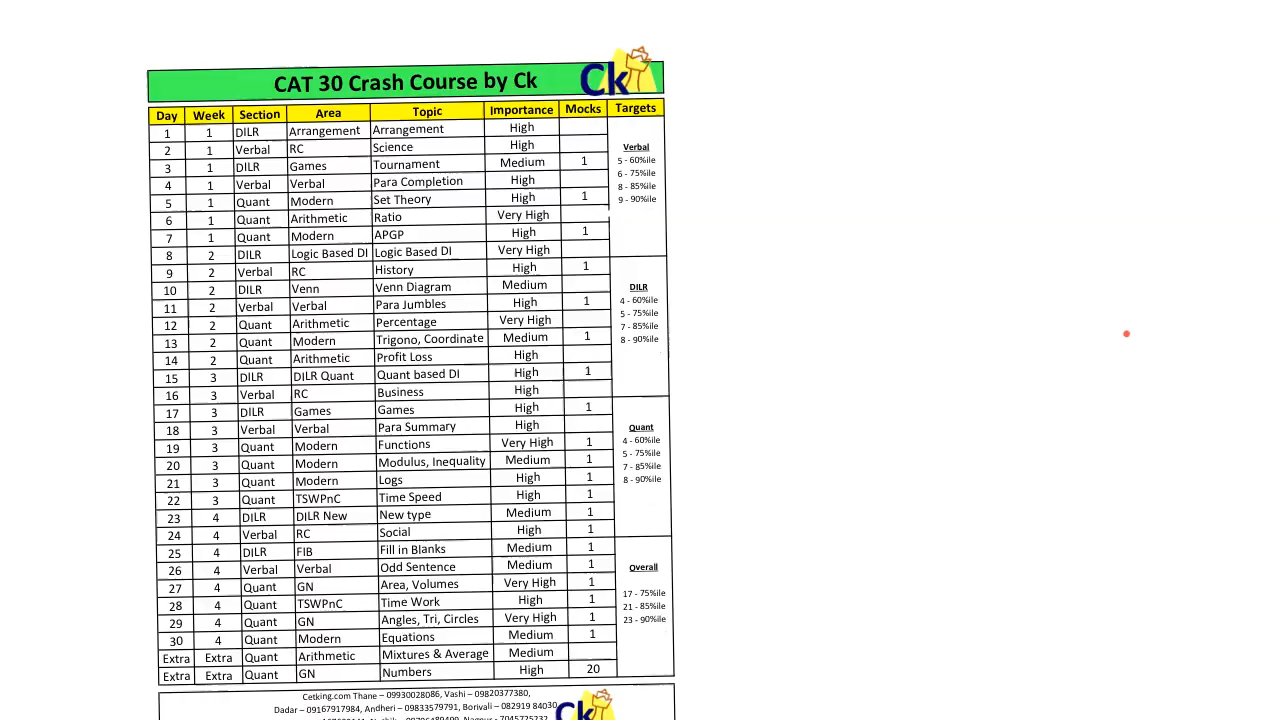 CAT 30 Crash Course by Ck
Ck
Day Week Section Area Topic Importance Mocks Targets
1 1 DILR Arrangement Arrangement High
2 1 Verbal RC Science High
3 1 DILR Games Tournament Medium 1
4 1 Verbal Verbal Para Completion High
5 1 Quant Modern Set Theory High 1
6 1 Quant Arithmetic Ratio Very High
7 1 Quant Modern APGP High 1
8 2 DILR Logic Based DI Logic Based DI Very High
9 2 Verbal RC History High 1
10 2 DILR Venn Venn Diagram Medium
11 2 Verbal Verbal Para Jumbles High 1
12 2 Quant Arithmetic Percentage Very High
13 2 Quant Modern Trigono, Coordinate Medium 1
14 2 Quant Arithmetic Profit Loss High
15 3 DILR DILR Quant Quant based DI High 1
16 3 Verbal RC Business High
17 3 DILR Games Games High 1
18 3 Verbal Verbal Para Summary High
19 3 Quant Modern Functions Very High 1
20 3 Quant Modern Modulus, Inequality Medium 1
21 3 Quant Modern Logs High 1
22 3 Quant TSWPnC Time Speed High 1
23 4 DILR DILR New New type Medium 1
24 4 Verbal RC Social High 1
25 4 DILR FIB Fill in Blanks Medium 1
26 4 Verbal Verbal Odd Sentence Medium 1
27 4 Quant GN Area, Volumes Very High 1
28 4 Quant TSWPnC Time Work High 1
29 4 Quant GN Angles, Tri, Circles Very High 1
30 4 Quant Modern Equations Medium 1
Extra Extra Quant Arithmetic Mixtures & Average Medium
Extra Extra Quant GN Numbers High 20
Verbal
5 - 60%ile
6 - 75%ile
8 - 85%ile
9 - 90%ile
DILR
4 - 60%ile
5 - 75%ile
7 - 85%ile
8 - 90%ile
Quant
4 - 60%ile
5 - 75%ile
7 - 85%ile
8 - 90%ile
Overall
17 - 75%ile
21 - 85%ile
23 - 90%ile
Cetking.com Thane – 09930028086, Vashi – 09820377380,
Dadar – 09167917984, Andheri – 09833579791, Borivali – 082919 84030
Nagpur - 7045725232
Ck